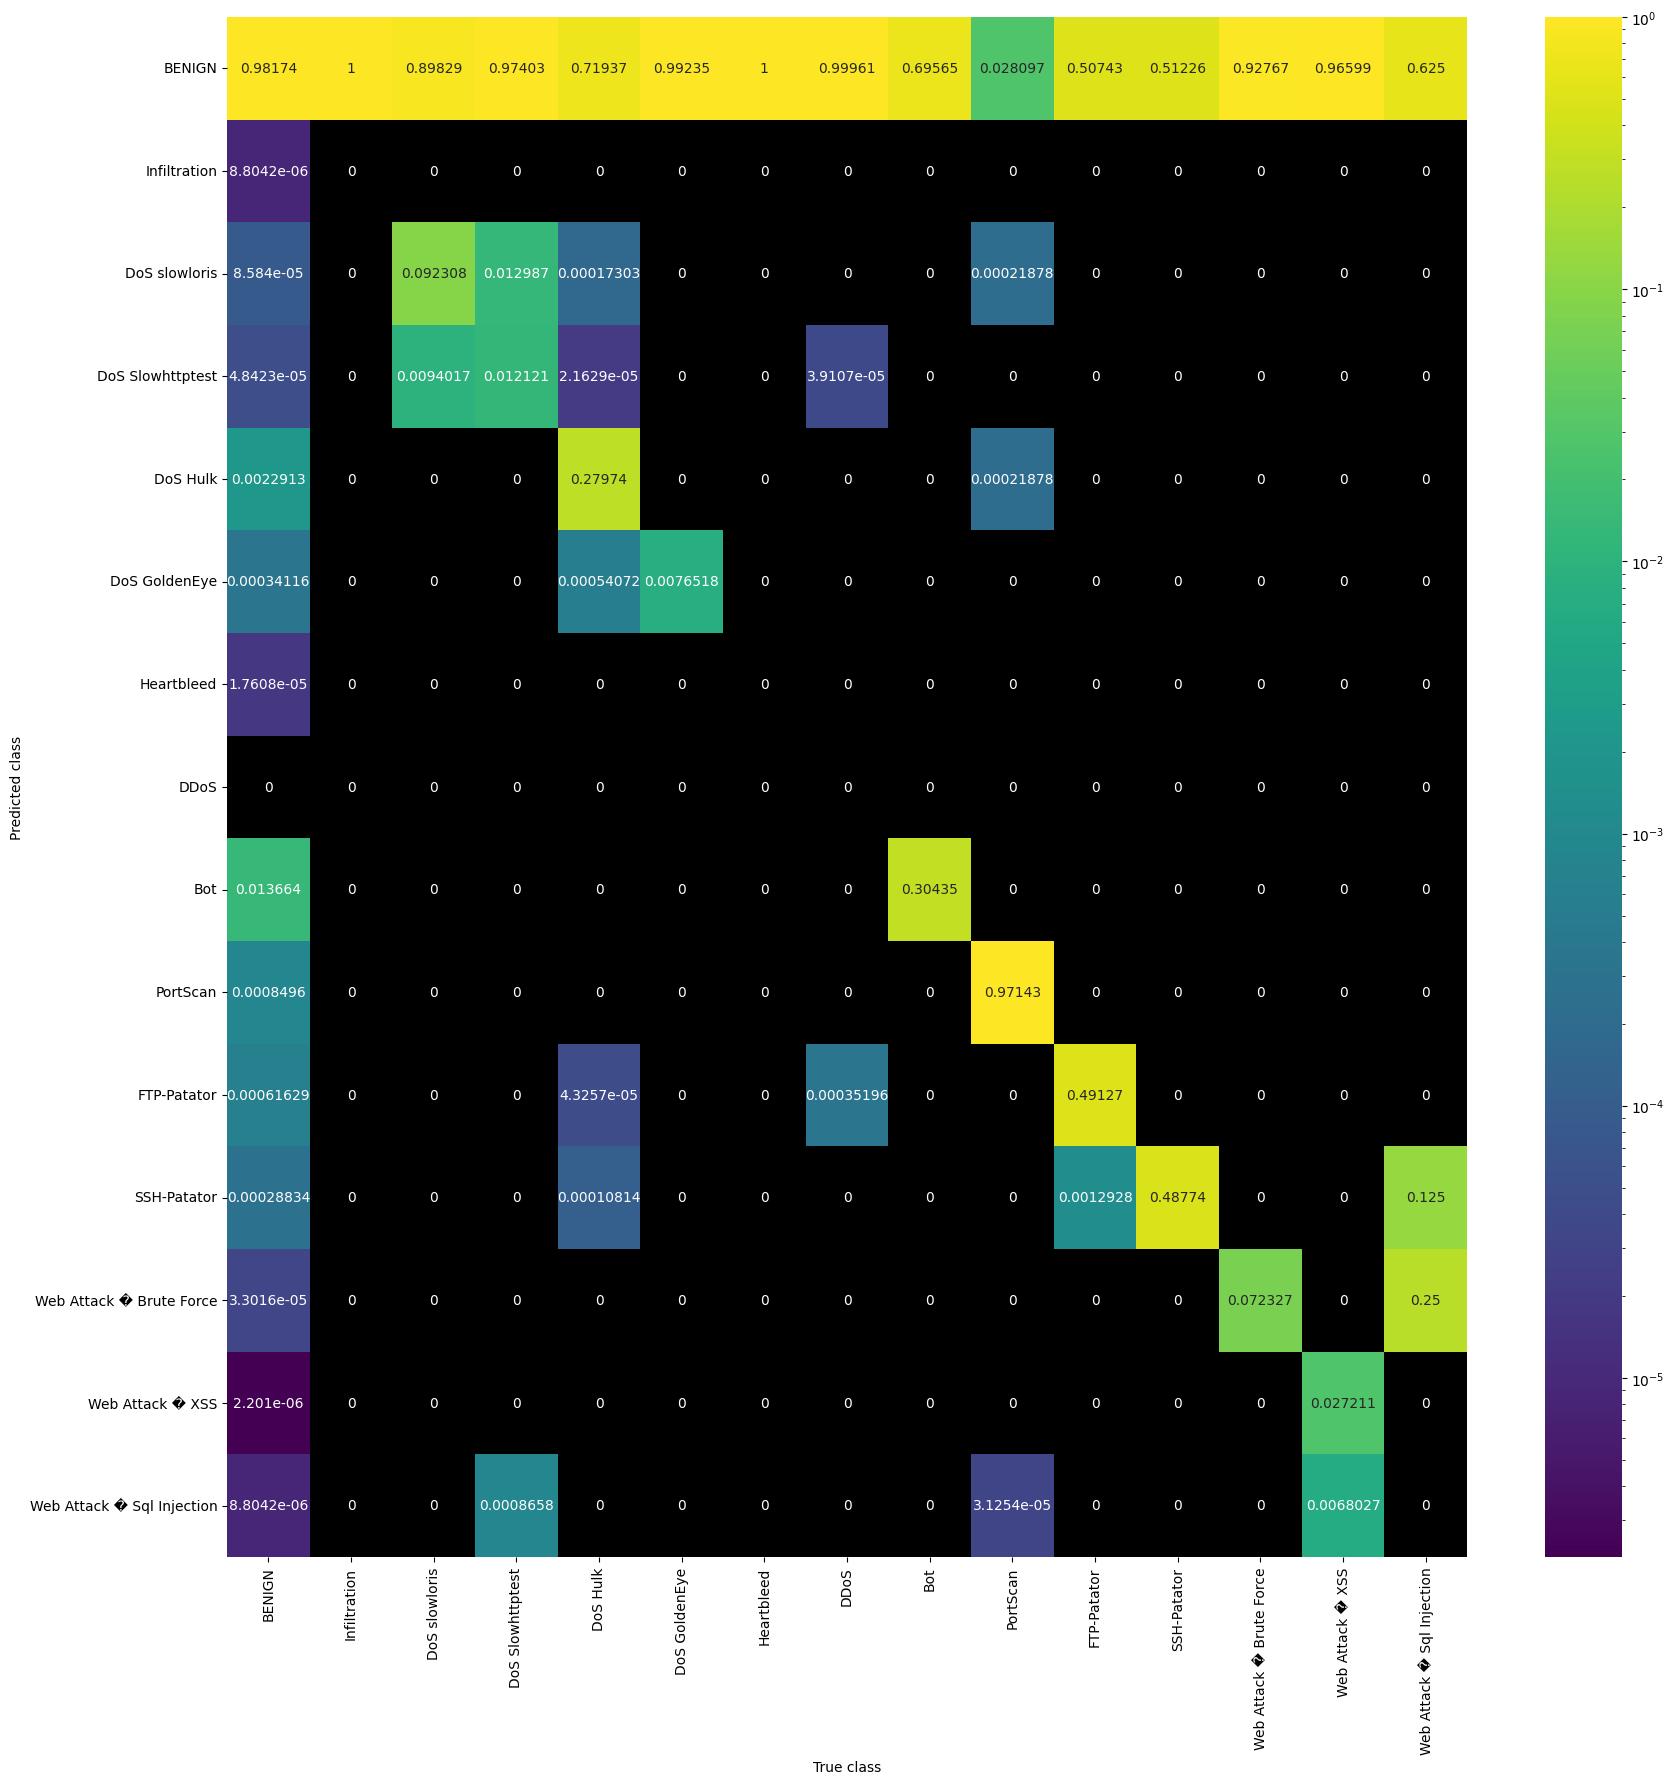 BENIGN 0.98174 1 0.89829 0.97403 0.71937 0.99235 1 0.99961 0.69565 0.028097 0.50743 0.51226 0.92767 0.96599 0.625
Infiltration 8.8042e-06 0 0 0 0 0 0 0 0 0 0 0 0 0 0
DoS slowloris 8.584e-05 0 0.092308 0.012987 0.00017303 0 0 0 0 0.00021878 0 0 0 0 0
DoS Slowhttptest 4.8423e-05 0 0.0094017 0.012121 2.1629e-05 0 0 3.9107e-05 0 0 0 0 0 0 0
DoS Hulk 0.0022913 0 0 0 0.27974 0 0 0 0 0.00021878 0 0 0 0 0
DoS GoldenEye 0.00034116 0 0 0 0.00054072 0.0076518 0 0 0 0 0 0 0 0 0
Heartbleed 1.7608e-05 0 0 0 0 0 0 0 0 0 0 0 0 0 0
DDoS 0 0 0 0 0 0 0 0 0 0 0 0 0 0 0
Bot 0.013664 0 0 0 0 0 0 0 0.30435 0 0 0 0 0 0
PortScan 0.0008496 0 0 0 0 0 0 0 0 0.97143 0 0 0 0 0
FTP-Patator 0.00061629 0 0 0 4.3257e-05 0 0 0.00035196 0 0 0.49127 0 0 0 0
SSH-Patator 0.00028834 0 0 0 0.00010814 0 0 0 0 0 0.0012928 0.48774 0 0 0.125
Web Attack � Brute Force 3.3016e-05 0 0 0 0 0 0 0 0 0 0 0 0.072327 0 0.25
Web Attack � XSS 2.201e-06 0 0 0 0 0 0 0 0 0 0 0 0 0.027211 0
Web Attack � Sql Injection 8.8042e-06 0 0 0.0008658 0 0 0 0 0 3.1254e-05 0 0 0 0.0068027 0
Predicted class
BENIGN
Infiltration
DoS slowloris
DoS Slowhttptest
DoS Hulk
DoS GoldenEye
Heartbleed
DDoS
Bot
PortScan
FTP-Patator
SSH-Patator
Web Attack � Brute Force
Web Attack � XSS
Web Attack � Sql Injection
True class
10⁰
10⁻¹
10⁻²
10⁻³
10⁻⁴
10⁻⁵